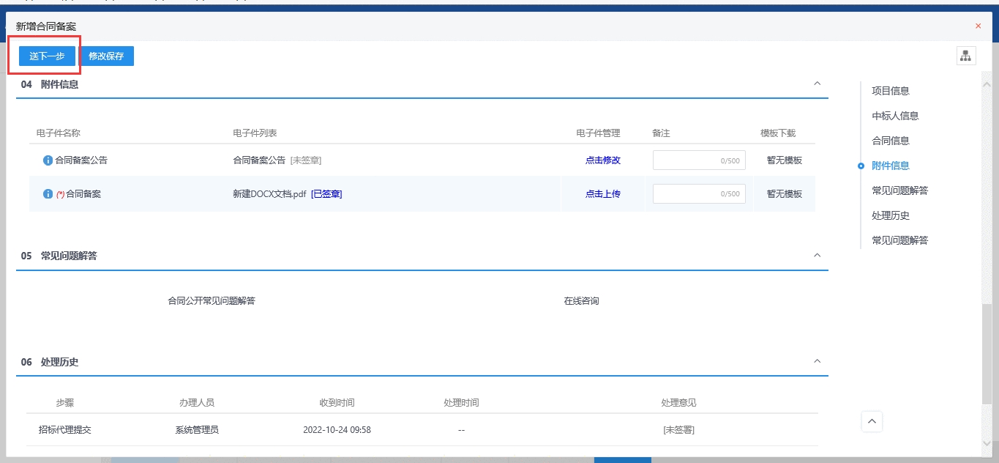 新增合同备案
送下一步 修改保存
04 附件信息
电子件名称 电子件列表 电子件管理 备注 模板下载
合同备案公告 合同备案公告 [未签章] 点击修改 0/500 暂无模板
(*)合同备案 新建DOCX文档.pdf [已签章] 点击上传 0/500 暂无模板
05 常见问题解答
合同公开常见问题解答 在线咨询
06 处理历史
步骤 办理人员 收到时间 处理时间 处理意见
招标代理提交 系统管理员 2022-10-24 09:58 -- [未签署]
项目信息
中标人信息
合同信息
附件信息
常见问题解答
处理历史
常见问题解答